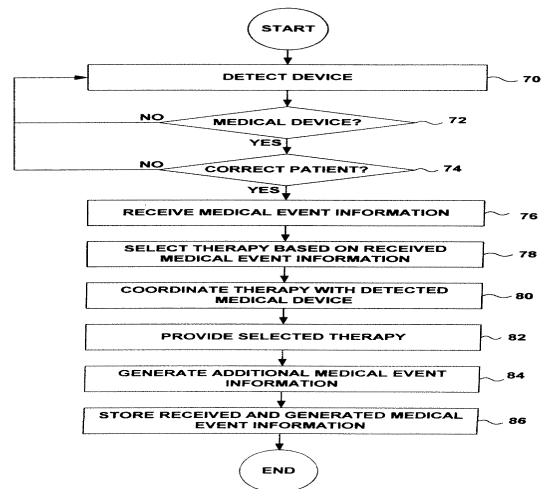 START
DETECT DEVICE
70
NO
MEDICAL DEVICE?
72
YES
NO
CORRECT PATIENT?
74
YES
RECEIVE MEDICAL EVENT INFORMATION
76
SELECT THERAPY BASED ON RECEIVED
MEDICAL EVENT INFORMATION
78
COORDINATE THERAPY WITH DETECTED
MEDICAL DEVICE
80
PROVIDE SELECTED THERAPY
82
GENERATE ADDITIONAL MEDICAL EVENT
INFORMATION
84
STORE RECEIVED AND GENERATED MEDICAL
EVENT INFORMATION
86
END